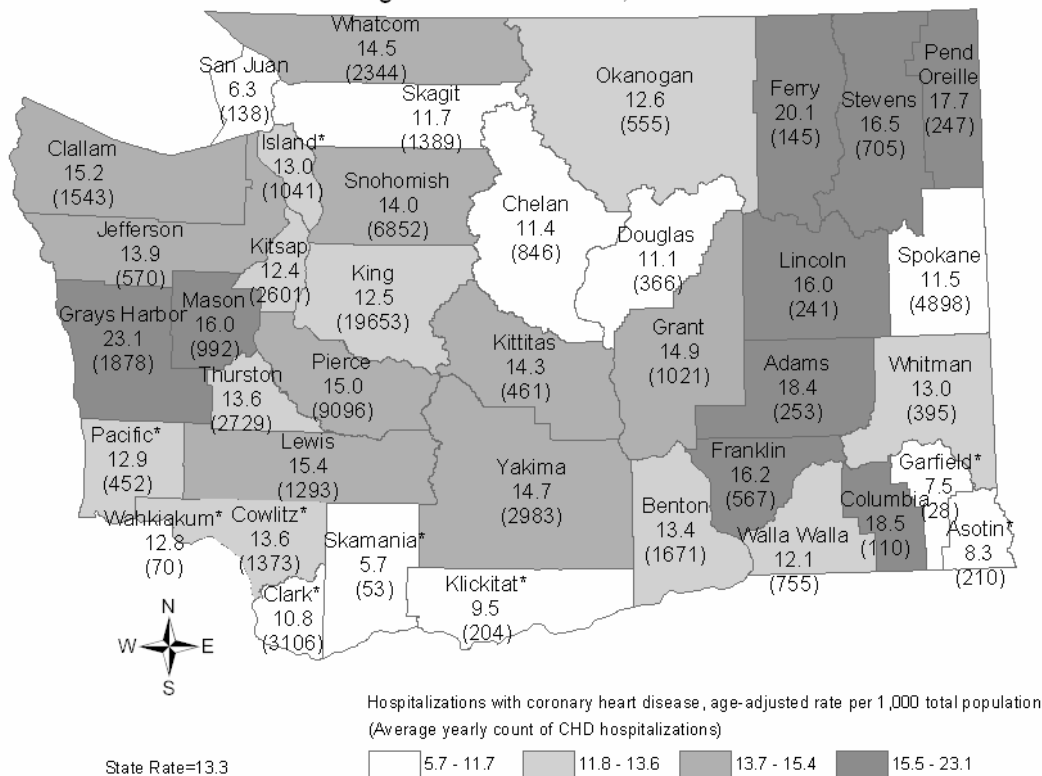 Whatcom
14.5
(2344)
San Juan
6.3
(138)
Skagit
11.7
(1389)
Okanogan
12.6
(555)
Ferry
20.1
(145)
Stevens
16.5
(705)
Pend
Oreille
17.7
(247)
Clallam
15.2
(1543)
Island*
13.0
(1041)
Snohomish
14.0
(6852)
Chelan
11.4
(846)
Douglas
11.1
(366)
Jefferson
13.9
(570)
Kitsap
12.4
(2601)
King
12.5
(19653)
Lincoln
16.0
(241)
Spokane
11.5
(4898)
Grays Harbor
23.1
(1878)
Mason
16.0
(992)
Kittitas
14.3
(461)
Grant
14.9
(1021)
Thurston
13.6
(2729)
Pierce
15.0
(9096)
Adams
18.4
(253)
Whitman
13.0
(395)
Pacific*
12.9
(452)
Lewis
15.4
(1293)
Yakima
14.7
(2983)
Franklin
16.2
(567)
Garfield*
7.5
(28)
Wahkiakum*
12.8
(70)
Cowlitz*
13.6
(1373)
Skamania*
5.7
(53)
Benton
13.4
(1671)
Walla Walla
12.1
(755)
Columbia
18.5
(110)
Asotin*
8.3
(210)
Clark*
10.8
(3106)
Klickitat*
9.5
(204)
N
W E
S
Hospitalizations with coronary heart disease, age-adjusted rate per 1,000 total population
(Average yearly count of CHD hospitalizations)
State Rate=13.3
5.7 - 11.7 11.8 - 13.6 13.7 - 15.4 15.5 - 23.1